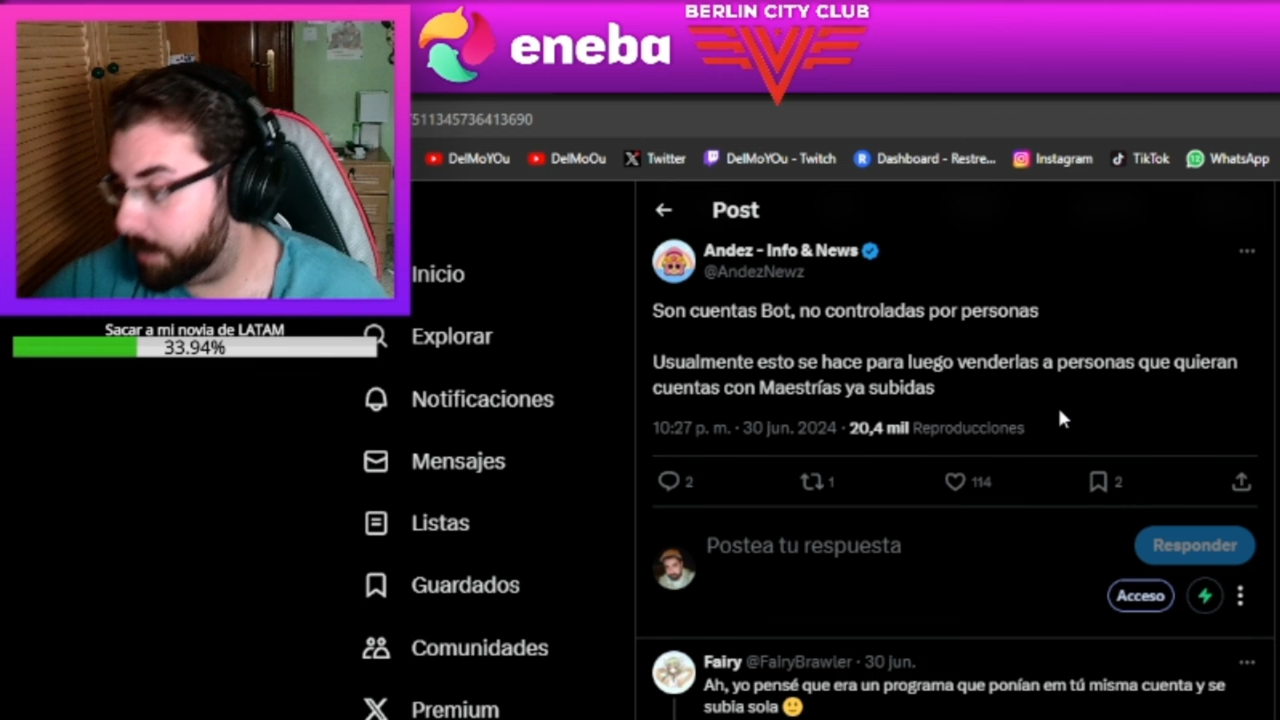 BERLIN CITY CLUB
eneba
7511345736413690
DelMoYOu
DelMoOu
Twitter
DelMoYOu - Twitch
Dashboard - Restre...
Instagram
TikTok
WhatsApp
Post
Andez - Info & News
@AndezNewz
Son cuentas Bot, no controladas por personas
Usualmente esto se hace para luego venderlas a personas que quieran
cuentas con Maestrías ya subidas
10:27 p. m. · 30 jun. 2024 · 20,4 mil Reproducciones
2
1
114
2
Postea tu respuesta
Responder
Acceso
Fairy @FairyBrawler · 30 jun.
Ah, yo pensé que era un programa que ponían em tú misma cuenta y se
subia sola 🙂
Inicio
Explorar
Notificaciones
Mensajes
Listas
Guardados
Comunidades
Premium
Sacar a mi novia de LATAM
33.94%